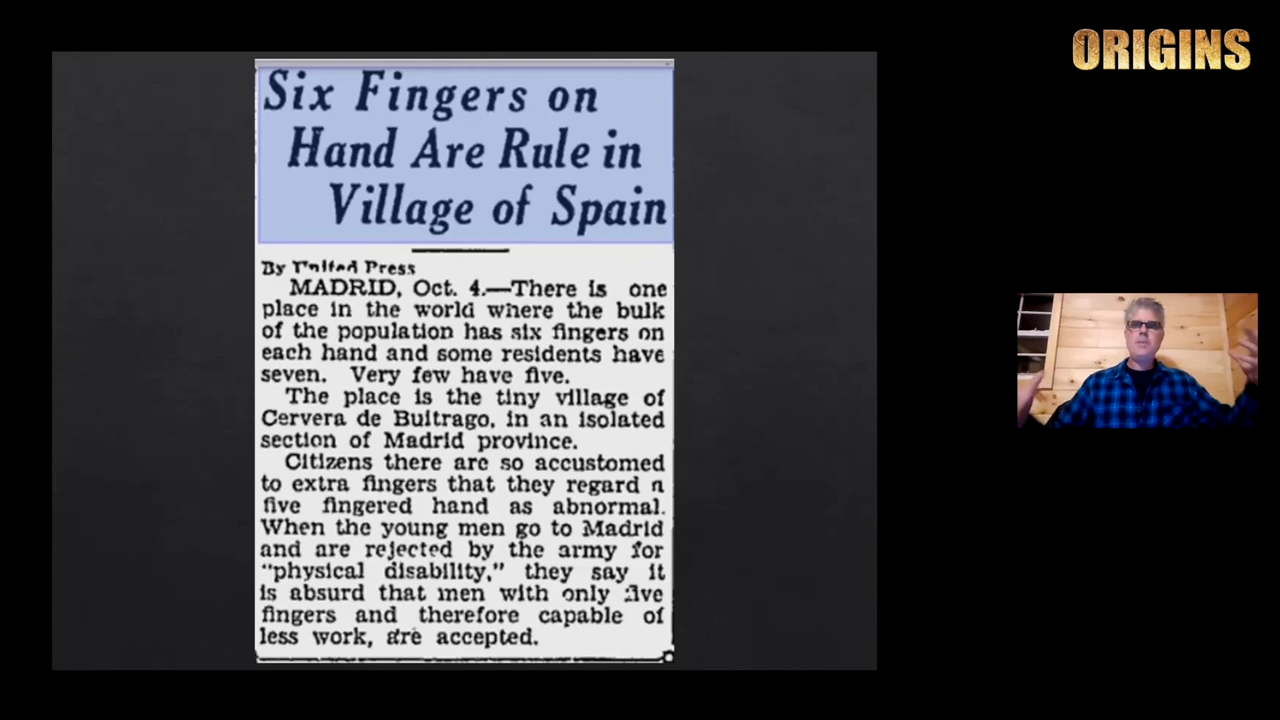 ORIGINS
Six Fingers on
Hand Are Rule in
Village of Spain
By United Press
MADRID, Oct. 4.—There is one
place in the world where the bulk
of the population has six fingers on
each hand and some residents have
seven. Very few have five.
The place is the tiny village of
Cervera de Buitrago, in an isolated
section of Madrid province.
Citizens there are so accustomed
to extra fingers that they regard a
five fingered hand as abnormal.
When the young men go to Madrid
and are rejected by the army for
"physical disability," they say it
is absurd that men with only five
fingers and therefore capable of
less work, are accepted.